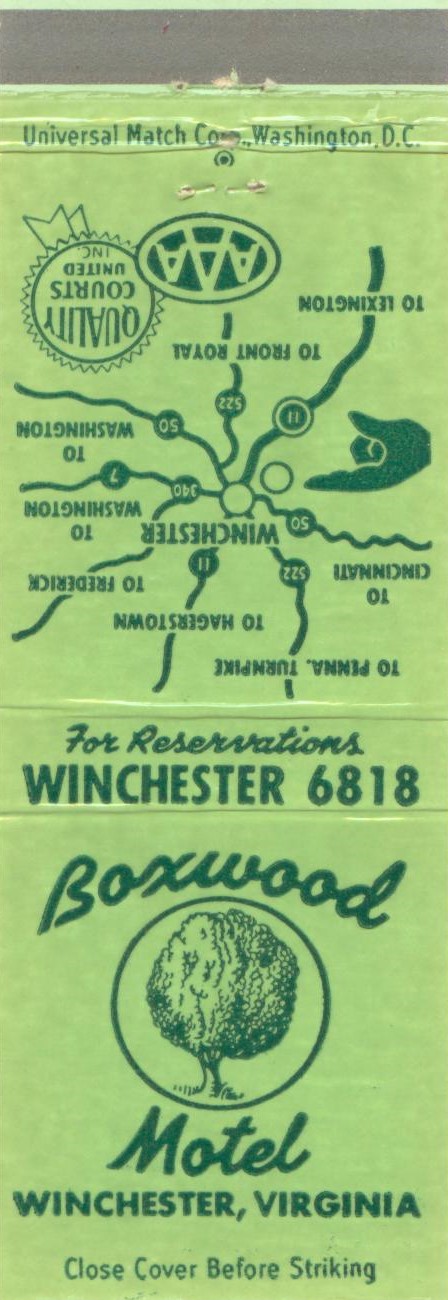 Universal Match Corp., Washington, D.C.
TO PENNA. TURNPIKE
TO HAGERSTOWN
TO
CINCINNATI
522
11
TO FREDERICK
WINCHESTER
50
TO
WASHINGTON
340
7
TO
WASHINGTON
50
11
522
TO FRONT ROYAL
TO LEXINGTON
AAA
QUALITY
COURTS
UNITED
INC.
For Reservations
WINCHESTER 6818
Boxwood
Motel
WINCHESTER, VIRGINIA
Close Cover Before Striking